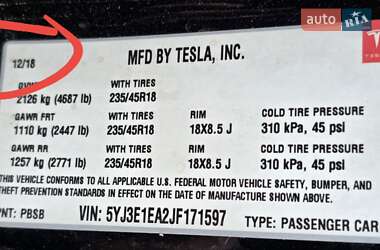 auto RIA
12/18
MFD BY TESLA, INC.
TESLA
GVWR WITH TIRES
2126 kg (4687 lb) 235/45R18
GAWR FRT WITH TIRES RIM COLD TIRE PRESSURE
1110 kg (2447 lb) 235/45R18 18X8.5 J 310 kPa, 45 psi
GAWR RR WITH TIRES RIM COLD TIRE PRESSURE
1257 kg (2771 lb) 235/45R18 18X8.5 J 310 kPa, 45 psi
THIS VEHICLE CONFORMS TO ALL APPLICABLE U.S. FEDERAL MOTOR VEHICLE SAFETY, BUMPER, AND
THEFT PREVENTION STANDARDS IN EFFECT ON THE DATE OF MANUFACTURE SHOWN ABOVE.
PNT: PBSB VIN: 5YJ3E1EA2JF171597 TYPE: PASSENGER CAR